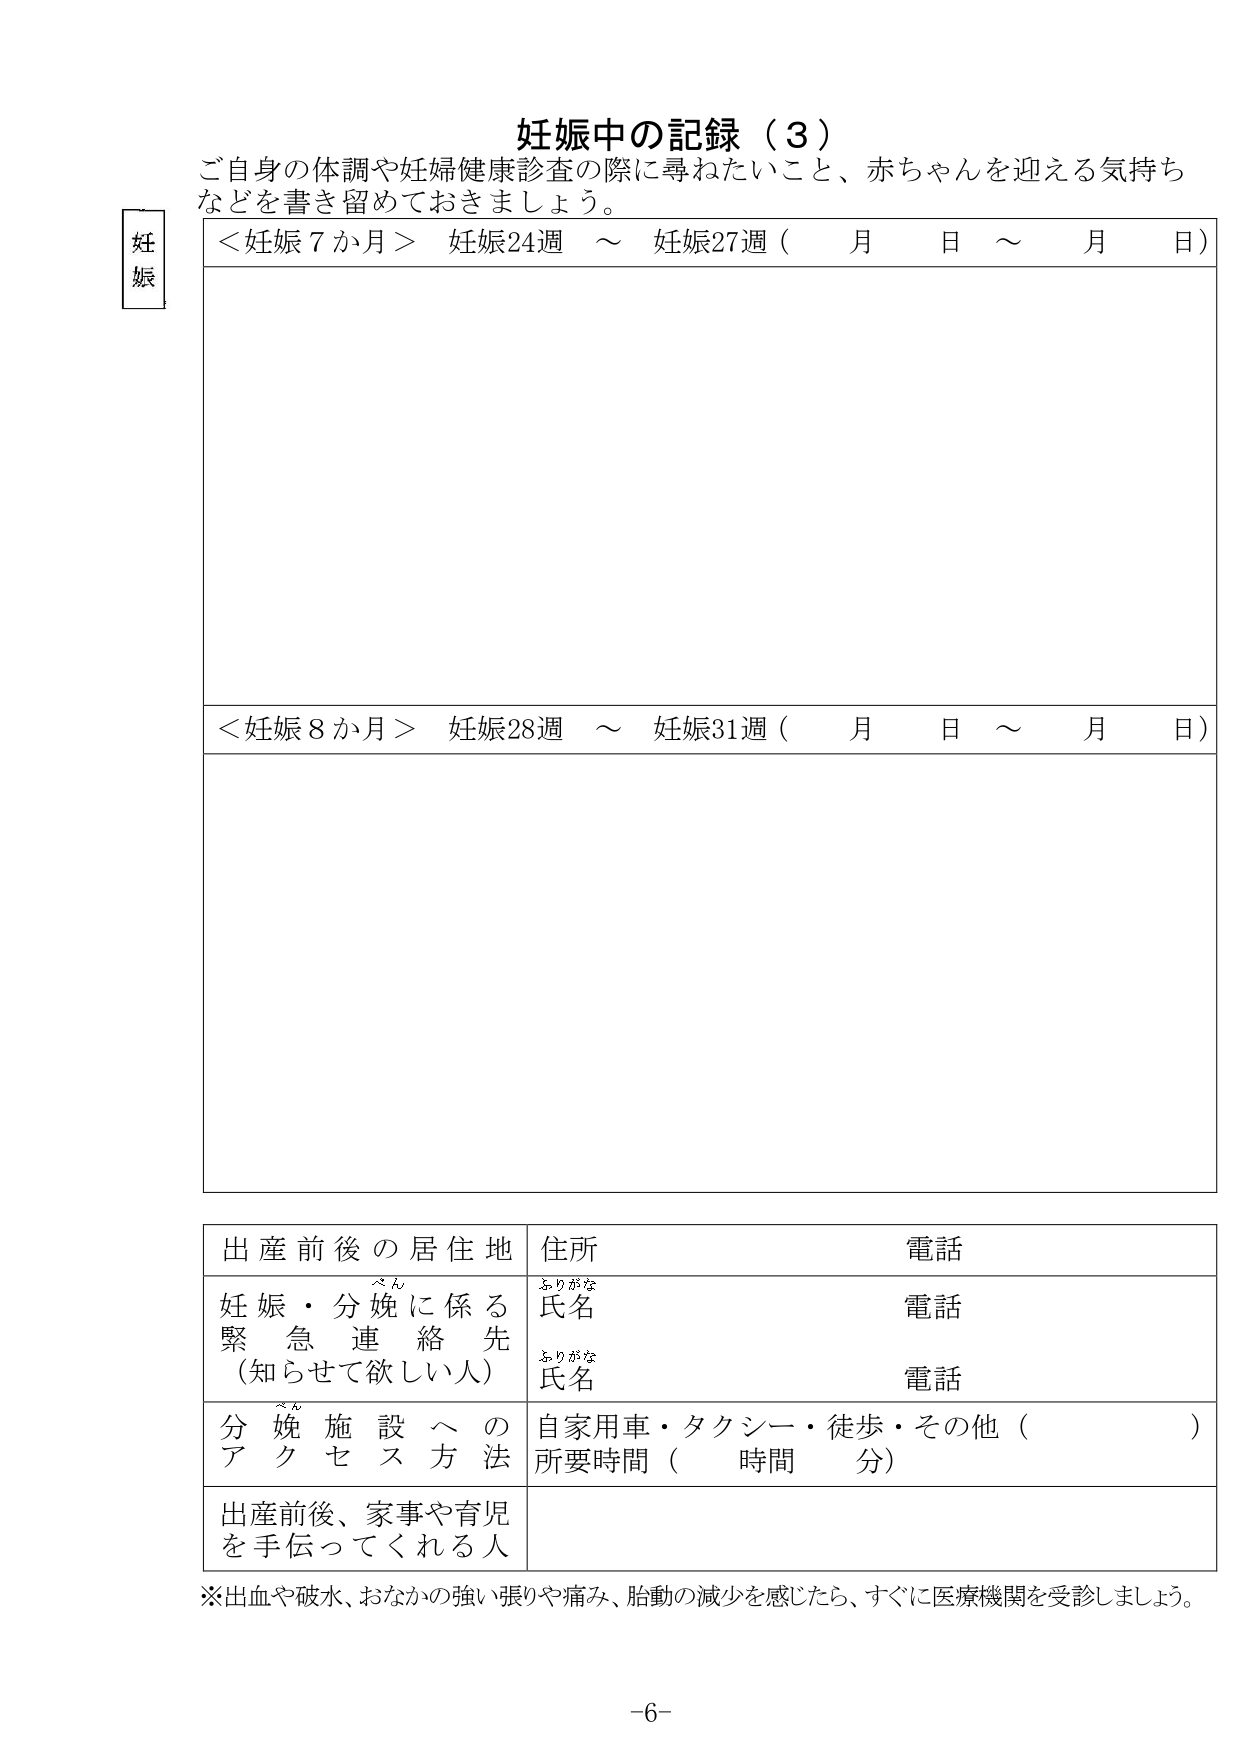 妊娠中の記録（３）
ご自身の体調や妊婦健康診査の際に尋ねたいこと、赤ちゃんを迎える気持ち
などを書き留めておきましょう。
妊
娠
＜妊娠７か月＞　妊娠24週　～　妊娠27週（　　月　　日　～　　月　　日）
＜妊娠８か月＞　妊娠28週　～　妊娠31週（　　月　　日　～　　月　　日）
出産前後の居住地　住所　　　　電話
べん　ふりがな
妊娠・分娩に係る　氏名　　　　電話
緊急連絡先
ふりがな
（知らせて欲しい人）　氏名　　　　電話
べん
分娩施設への　自家用車・タクシー・徒歩・その他（　　　　　）
アクセス方法　所要時間（　　時間　　分）
出産前後、家事や育児
を手伝ってくれる人
※出血や破水、おなかの強い張りや痛み、胎動の減少を感じたら、すぐに医療機関を受診しましょう。
−6−